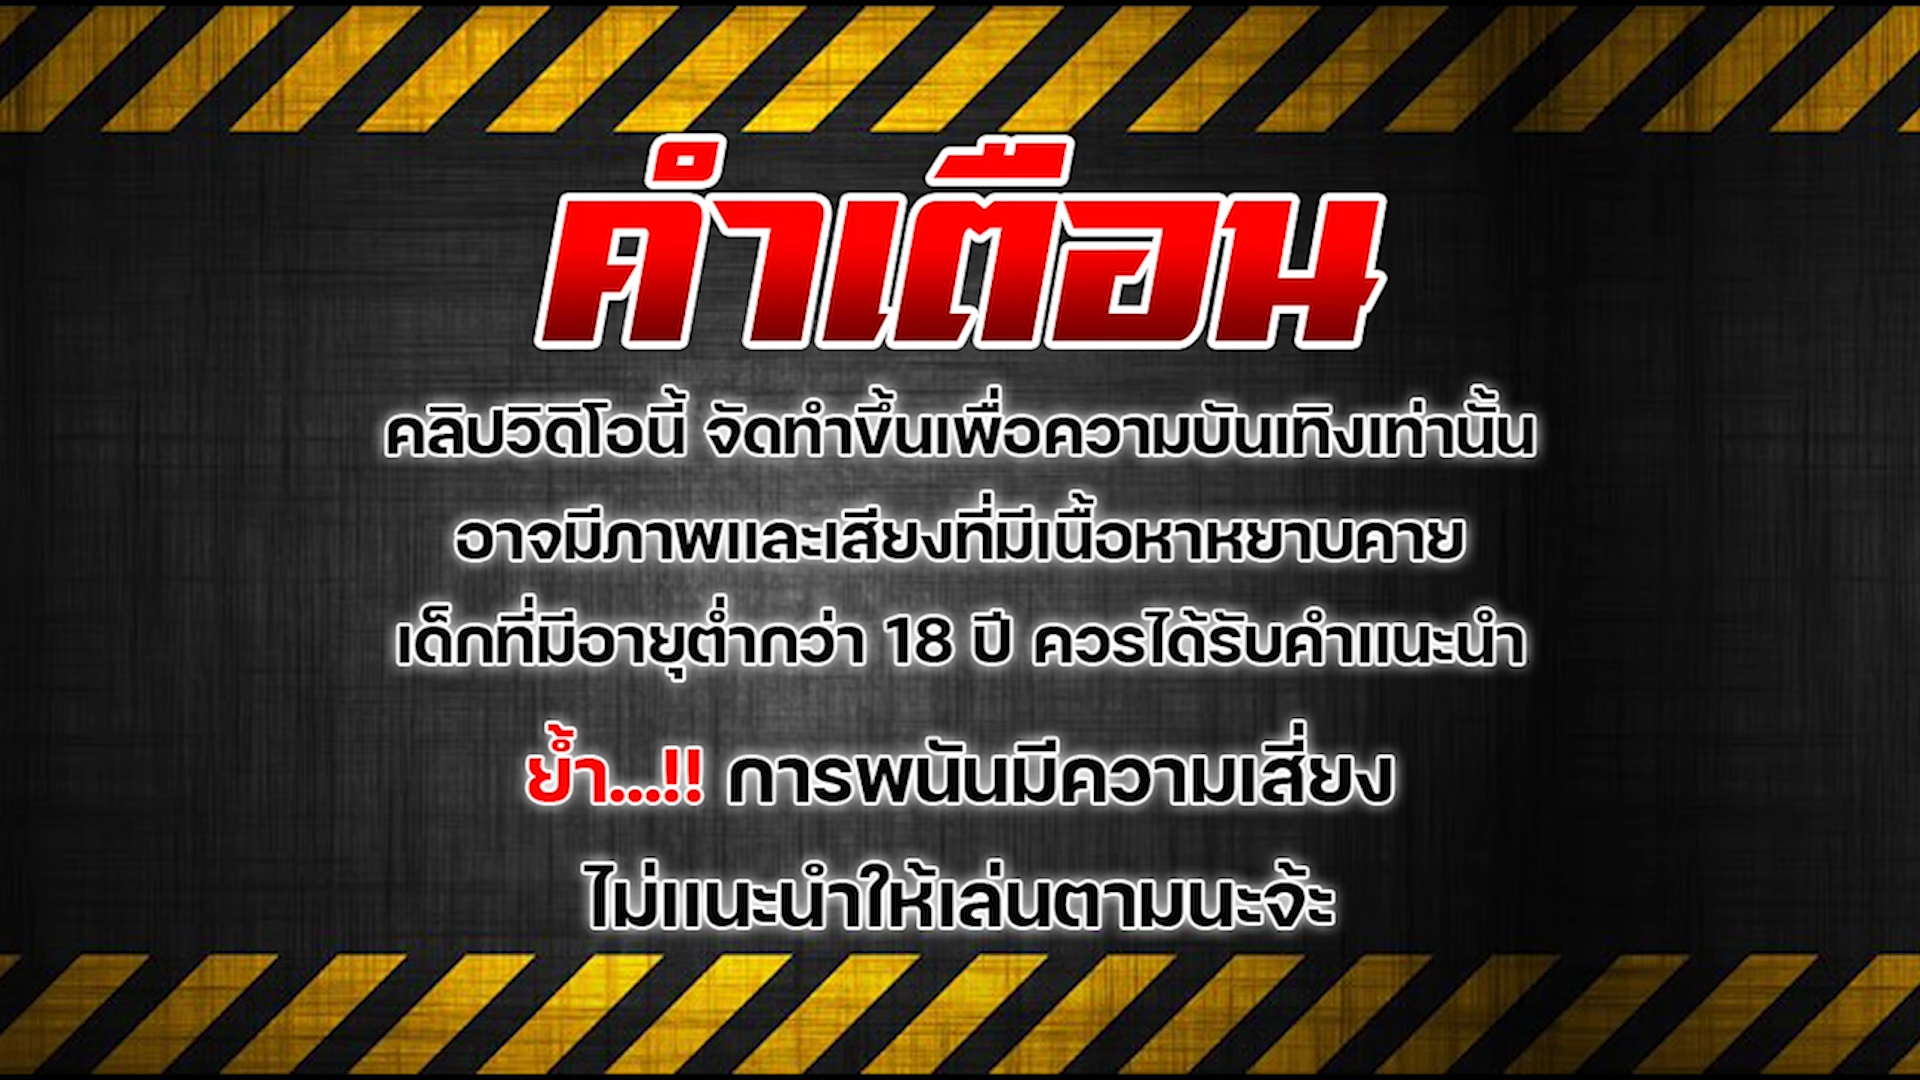 คำเตือน
คลิปวิดิโอนี้ จัดทำขึ้นเพื่อความบันเทิงเท่านั้น
อาจมีภาพและเสียงที่มีเนื้อหาหยาบคาย
เด็กที่มีอายุต่ำกว่า 18 ปี ควรได้รับคำแนะนำ
ย้ำ...!! การพนันมีความเสี่ยง
ไม่แนะนำให้เล่นตามนะจ้ะ